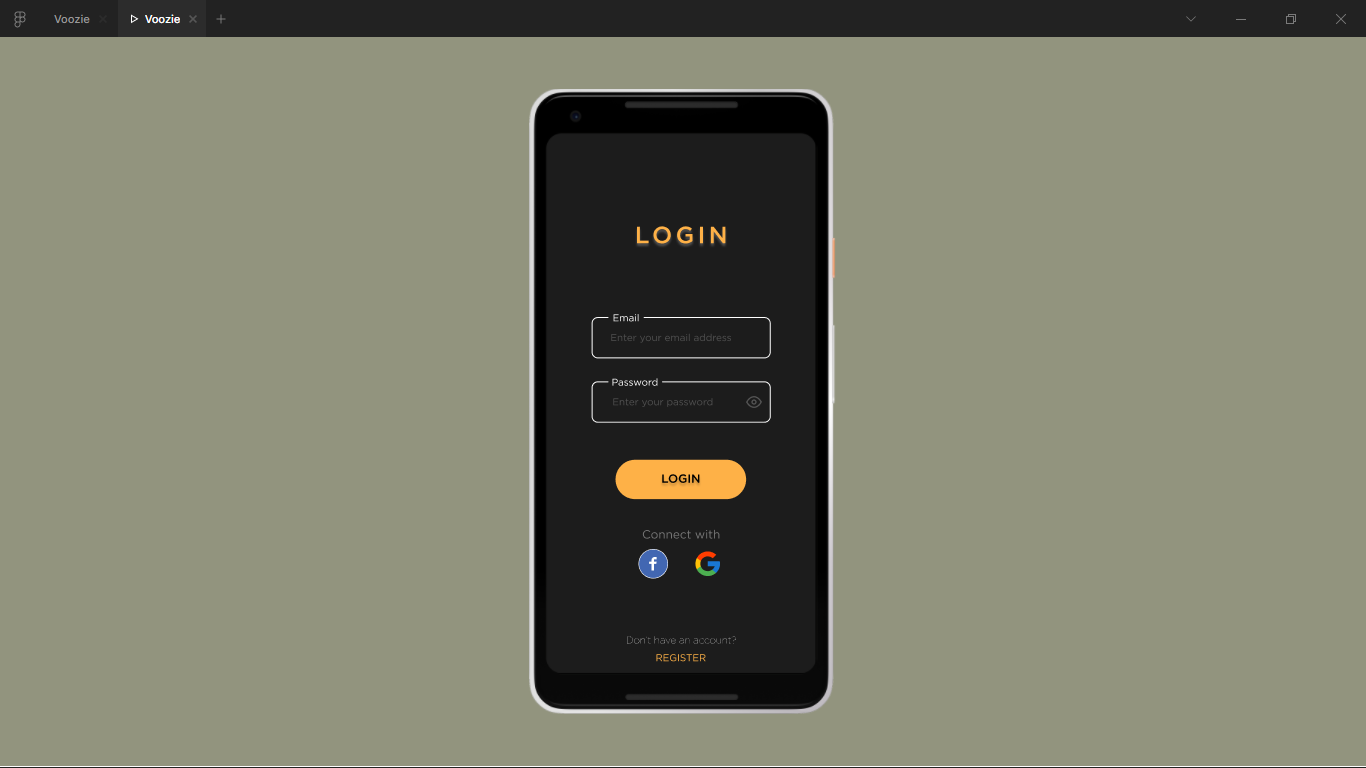 Voozie
Voozie
LOGIN
Email
Enter your email address
Password
Enter your password
LOGIN
Connect with
Don't have an account?
REGISTER